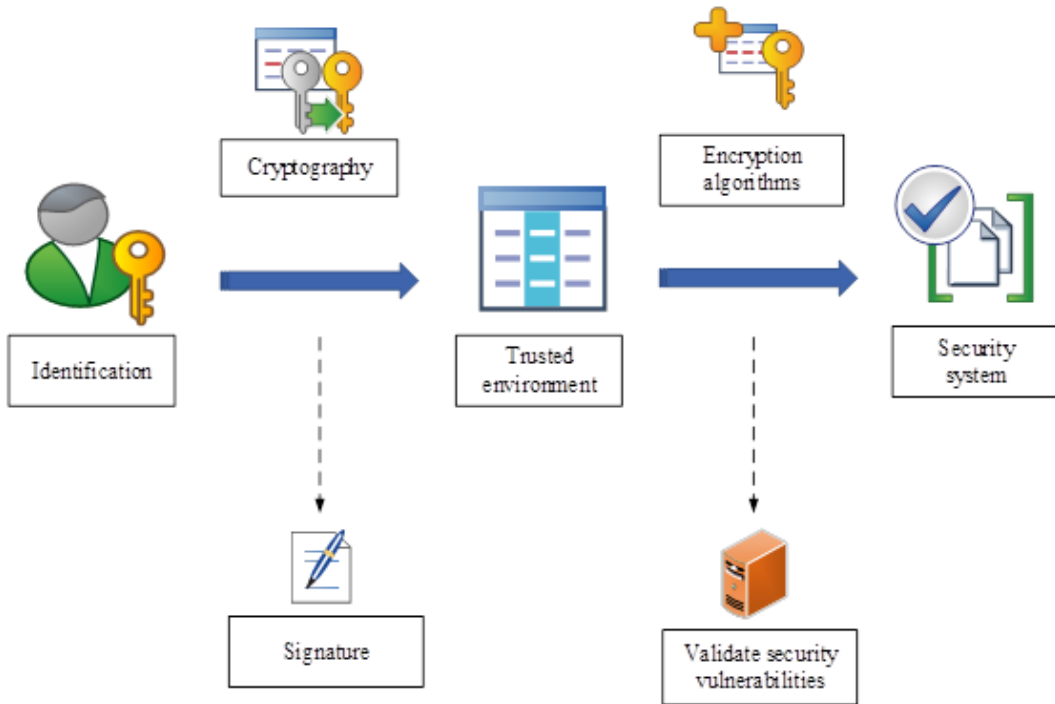 Cryptography
Encryption
algorithms
Identification
Trusted
environment
Security
system
Signature
Validate security
vulnerabilities